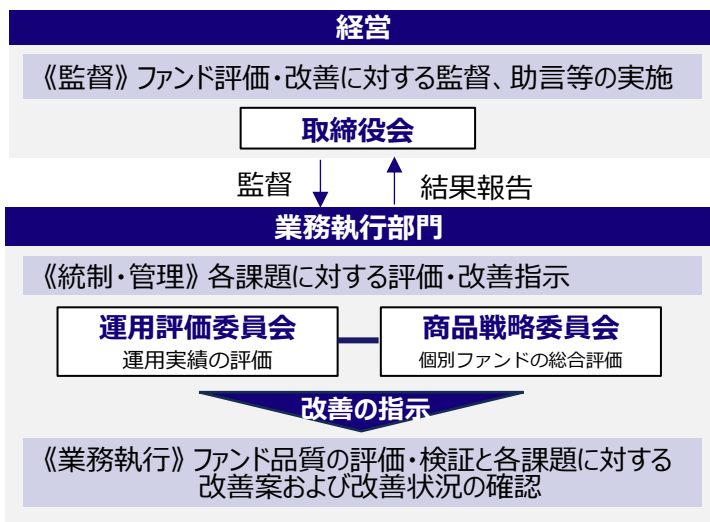 経営
《監督》ファンド評価・改善に対する監督、助言等の実施
取締役会
監督 結果報告
業務執行部門
《統制・管理》各課題に対する評価・改善指示
運用評価委員会 商品戦略委員会
運用実績の評価 個別ファンドの総合評価
改善の指示
《業務執行》ファンド品質の評価・検証と各課題に対する
改善案および改善状況の確認